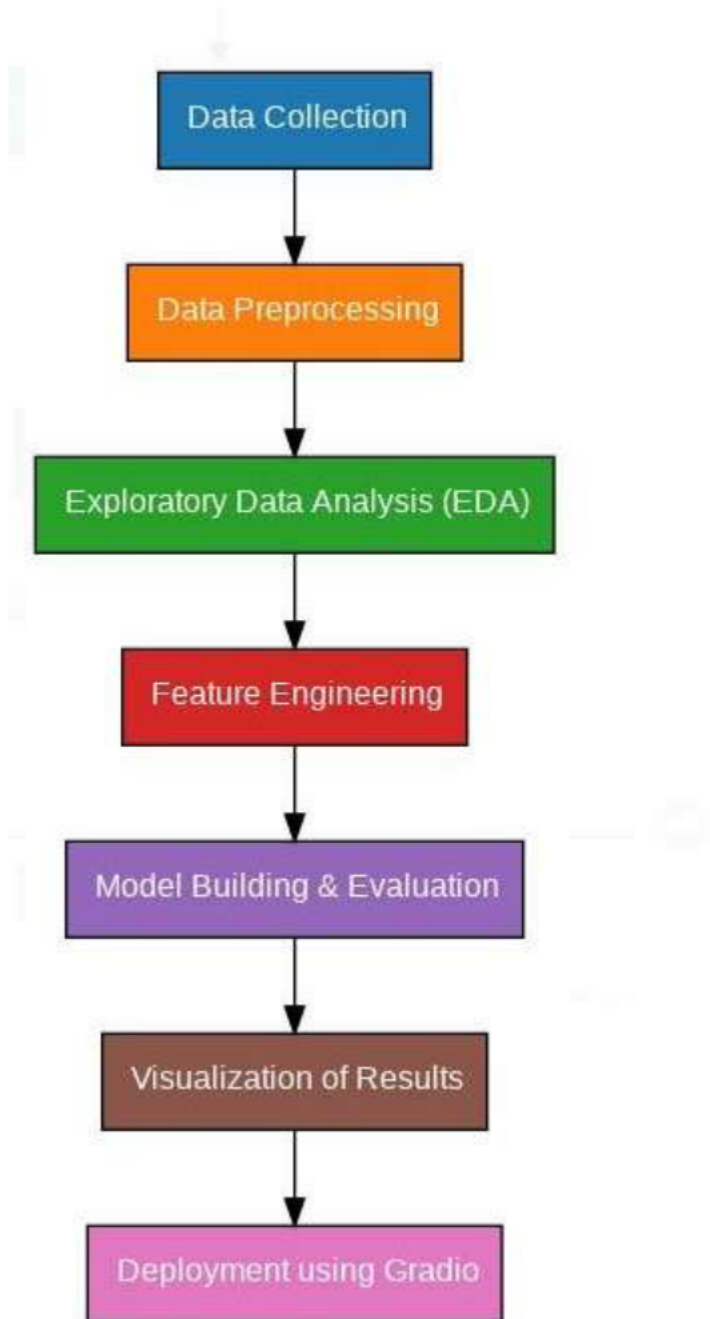 Data Collection
Data Preprocessing
Exploratory Data Analysis (EDA)
Feature Engineering
Model Building & Evaluation
Visualization of Results
Deployment using Gradio